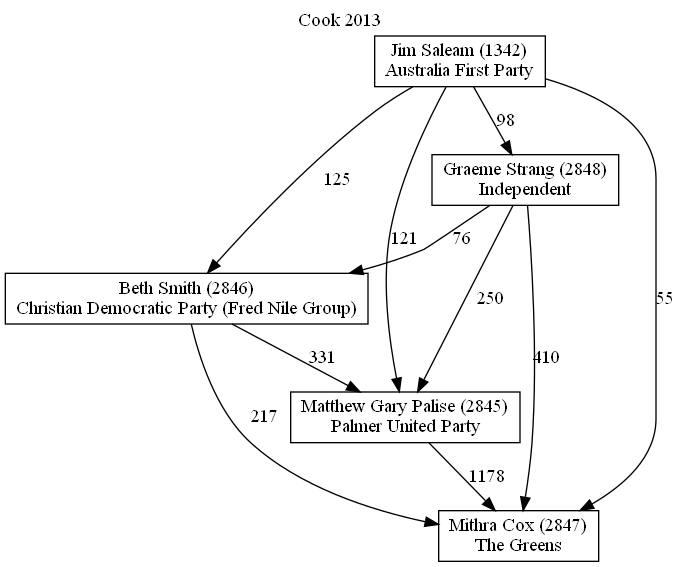 Cook 2013
Jim Saleam (1342)
Australia First Party
98
Graeme Strang (2848)
Independent
125
121
76
250
410
55
Beth Smith (2846)
Christian Democratic Party (Fred Nile Group)
331
217
Matthew Gary Palise (2845)
Palmer United Party
1178
Mithra Cox (2847)
The Greens